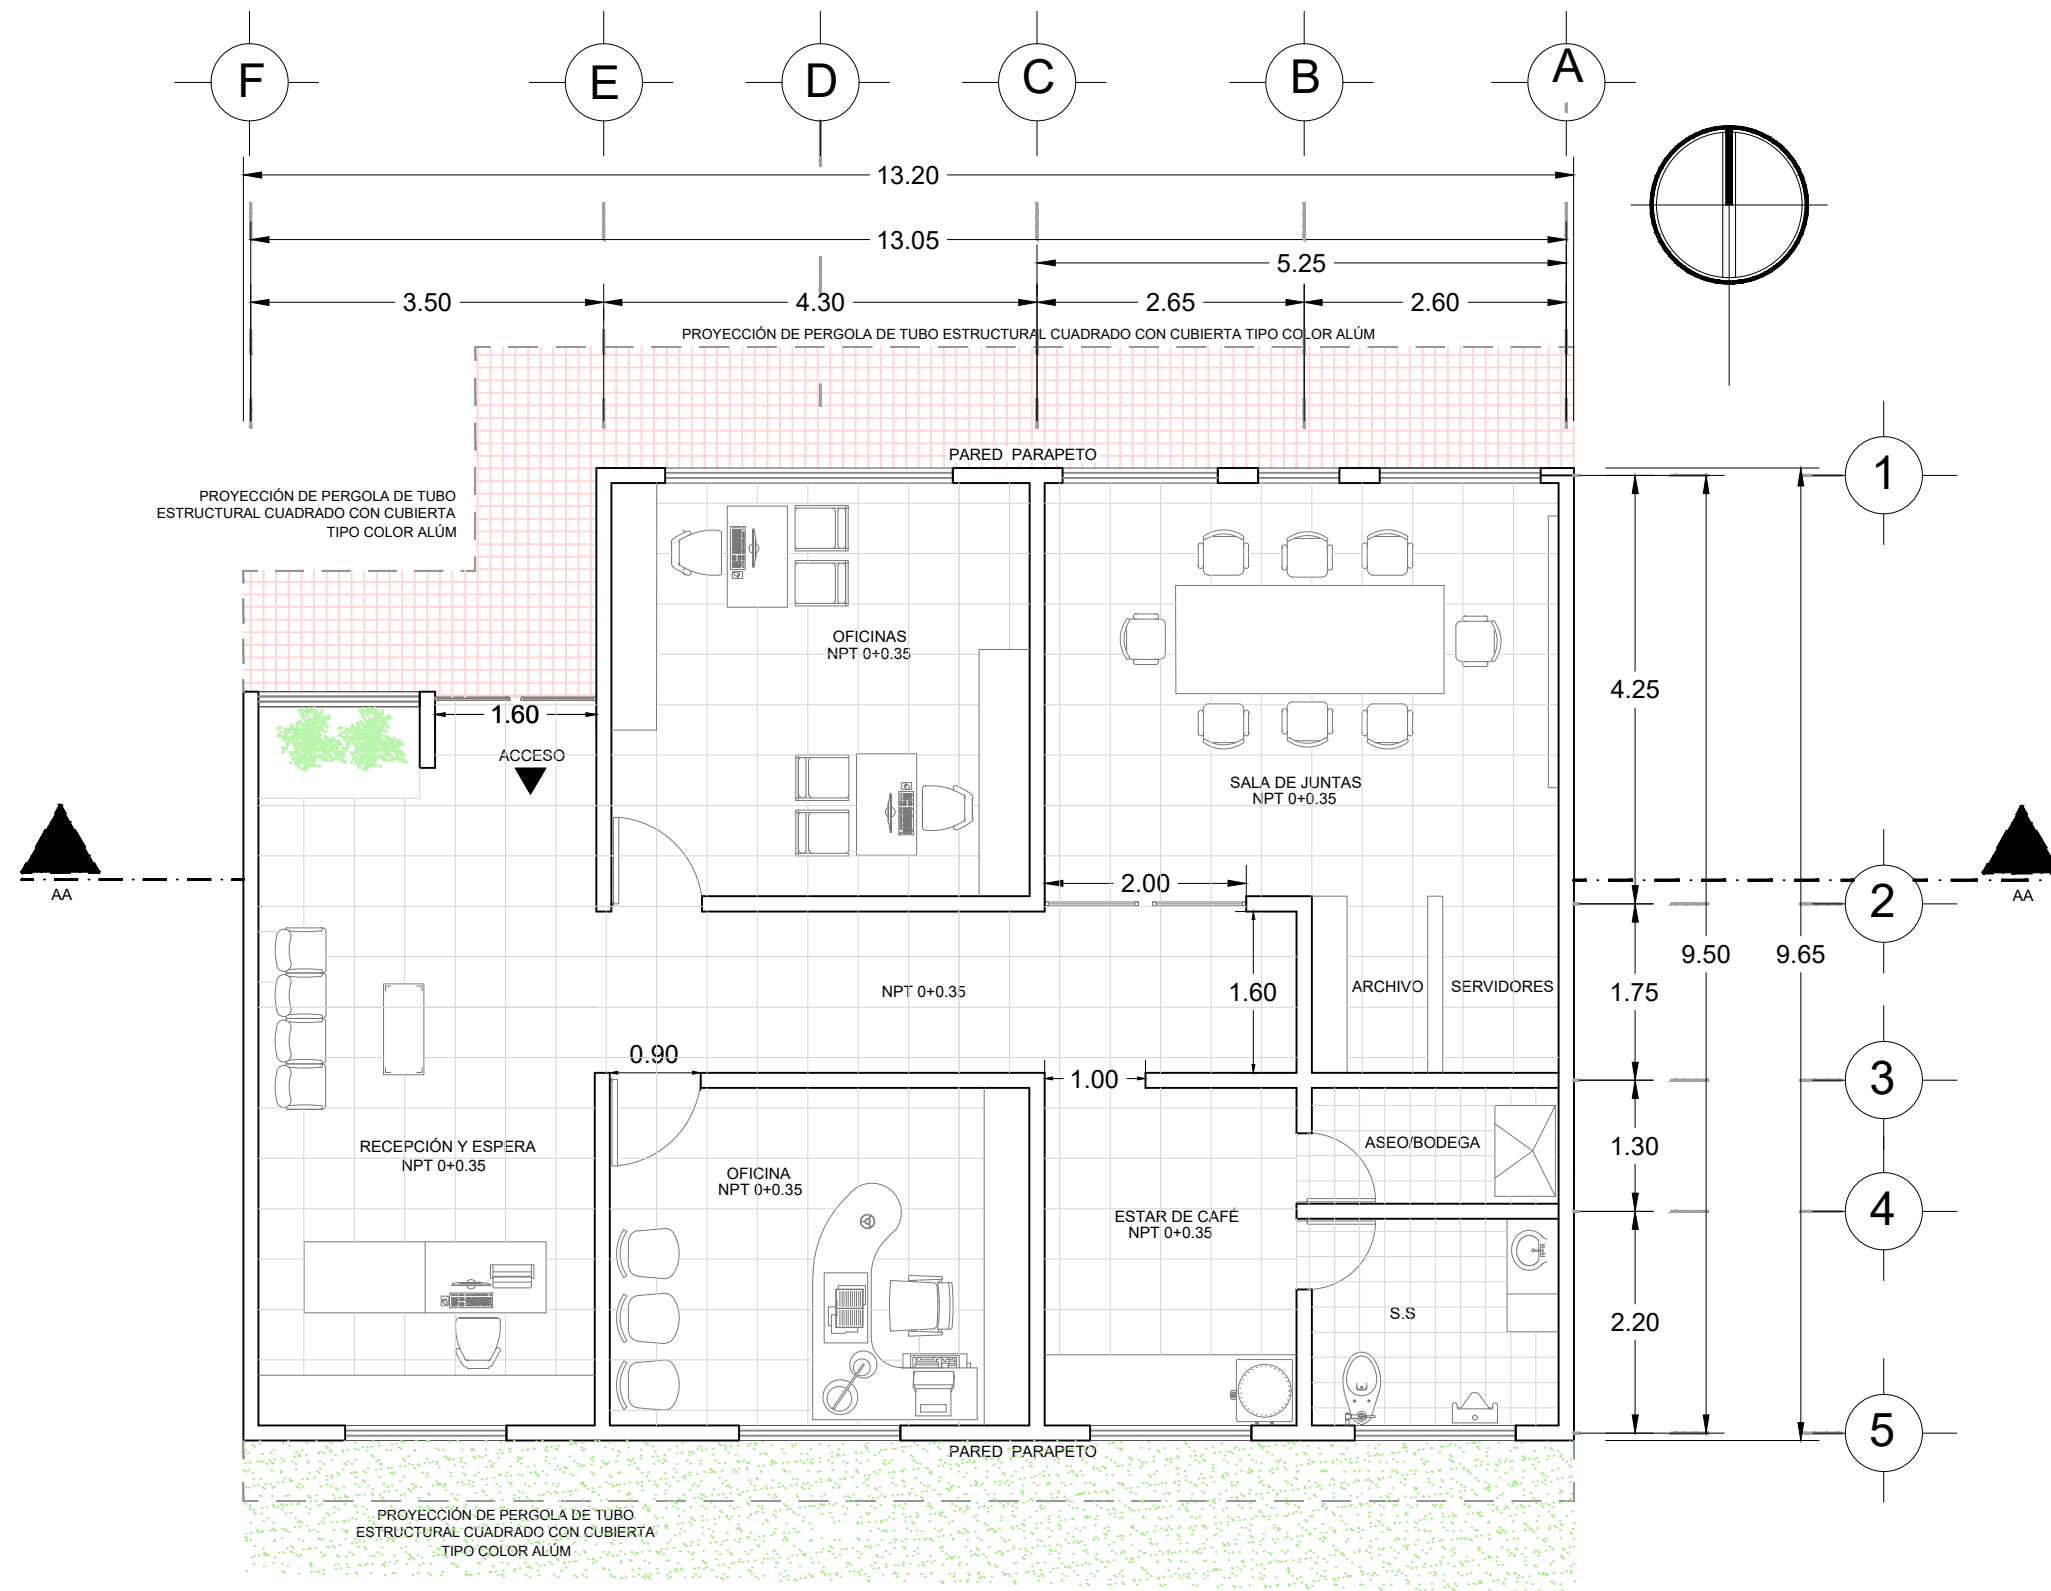 F E D C B A
13.20
13.05
5.25
3.50 4.30 2.65 2.60
PROYECCIÓN DE PERGOLA DE TUBO ESTRUCTURAL CUADRADO CON CUBIERTA TIPO COLOR ALÚM
PARED PARAPETO
1
PROYECCIÓN DE PERGOLA DE TUBO
ESTRUCTURAL CUADRADO CON CUBIERTA
TIPO COLOR ALÚM
OFICINAS
NPT 0+0.35
4.25
1.60
ACCESO
SALA DE JUNTAS
NPT 0+0.35
2.00
AA
AA
2
9.50
9.65
NPT 0+0.35
1.60
ARCHIVO
SERVIDORES
1.75
0.90
1.00
3
RECEPCIÓN Y ESPERA
NPT 0+0.35
ASEO/BODEGA
1.30
OFICINA
NPT 0+0.35
ESTAR DE CAFÉ
NPT 0+0.35
4
S.S
2.20
5
PARED PARAPETO
PROYECCIÓN DE PERGOLA DE TUBO
ESTRUCTURAL CUADRADO CON CUBIERTA
TIPO COLOR ALÚM